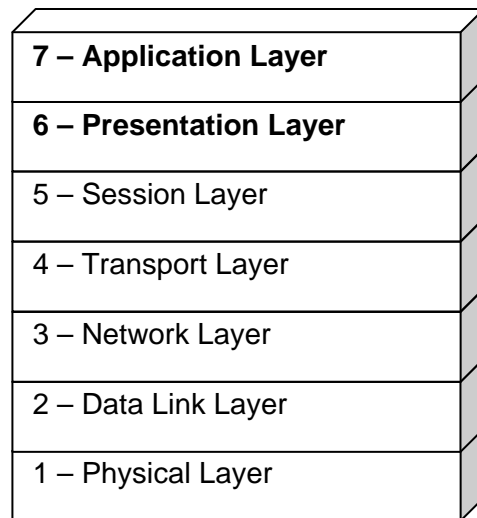 7 – Application Layer
6 – Presentation Layer
5 – Session Layer
4 – Transport Layer
3 – Network Layer
2 – Data Link Layer
1 – Physical Layer